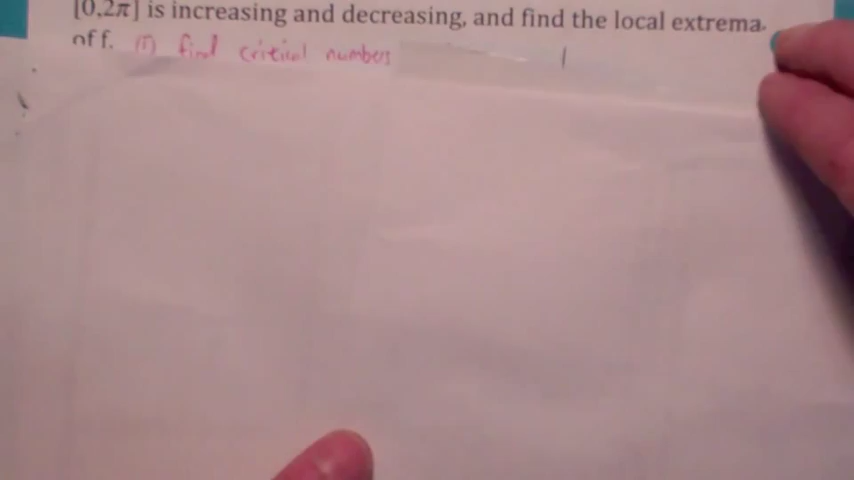 [0,2π] is increasing and decreasing, and find the local extrema
of f. (1) find critical numbers